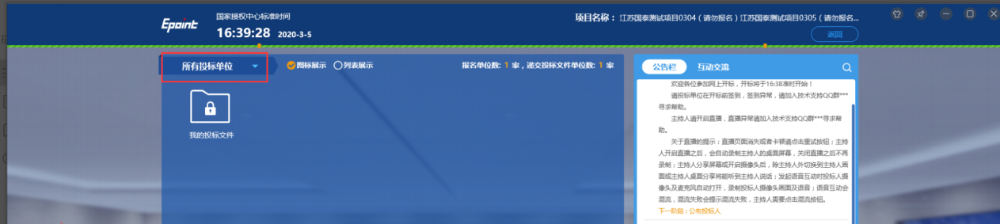 Epoint
国家授权中心标准时间
16:39:28 2020-3-5
项目名称：江苏国泰测试项目0304（请勿报名）江苏国泰测试项目0305（请勿报名...
返回
所有投标单位
图标展示 列表展示
报名单位数: 1 家，递交投标文件单位数: 1 家
我的投标文件
公告栏 互动交流
欢迎各位参加网上开标，开标将于16:38准时开始！
请投标单位在开标前签到，签到异常，请加入技术支持QQ群***
寻求帮助。
主持人请开启直播，直播异常请加入技术支持QQ群***寻求帮
助。
关于直播的提示：直播页面消失或者卡顿请点击重试按钮；主持
人开启直播之后，会自动录制主持人的桌面屏幕，关闭直播之后不再
录制；主持人分享屏幕或开启摄像头后，除主持人外切换到主持人画
面或主持人桌面分享将能听到主持人说话；发起语音互动时投标人摄
像头及麦克风自动打开，录制投标人摄像头画面及语音；语音互动会
混流，混流失败会提示混流失败，主持人需要点击混流按钮。
下一阶段：公布投标人